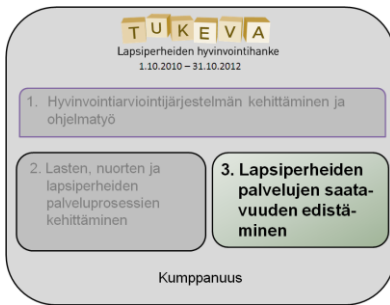 TUKEVA
Lapsiperheiden hyvinvointihanke
1.10.2010 – 31.10.2012
1. Hyvinvointiarviointijärjestelmän kehittäminen ja
ohjelmatyö
2. Lasten, nuorten ja
lapsiperheiden
palveluprosessien
kehittäminen
3. Lapsiperheiden
palvelujen saata-
vuuden edistä-
minen
Kumppanuus